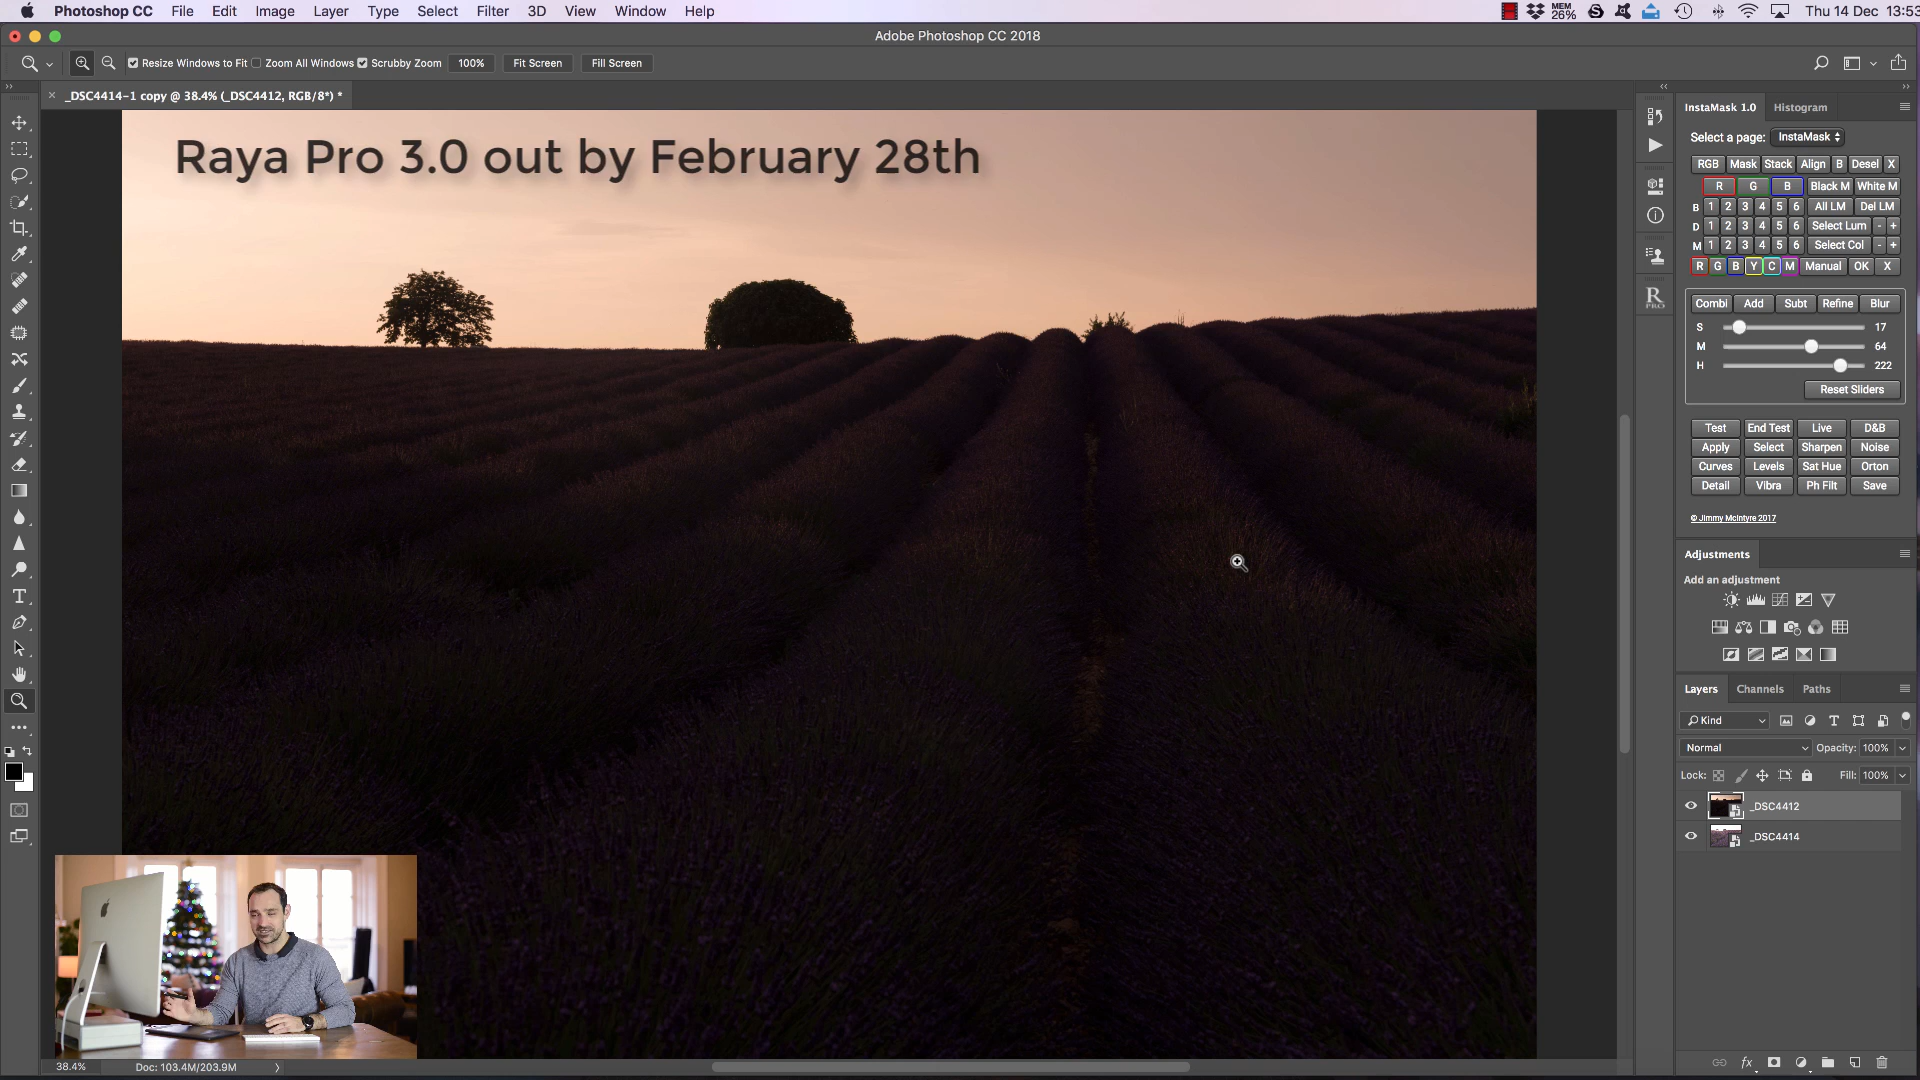 Photoshop CC File Edit Image Layer Type Select Filter 3D View Window Help MEM 26% Thu 14 Dec 13:53
Adobe Photoshop CC 2018
Resize Windows to Fit Zoom All Windows Scrubby Zoom 100% Fit Screen Fill Screen
_DSC4414-1 copy @ 38.4% (_DSC4412, RGB/8*) *
Raya Pro 3.0 out by February 28th
InstaMask 1.0 Histogram
Select a page: InstaMask
RGB Mask Stack Align B Desel X
R G B Black M White M
B 1 2 3 4 5 6 All LM Del LM
D 1 2 3 4 5 6 Select Lum - +
M 1 2 3 4 5 6 Select Col - +
R G B Y C M Manual OK X
R PRO
Combi Add Subt Refine Blur
S 17
M 64
H 222
Reset Sliders
Test End Test Live D&B
Apply Select Sharpen Noise
Curves Levels Sat Hue Orton
Detail Vibra Ph Filt Save
© Jimmy McIntyre 2017
Adjustments
Add an adjustment
Layers Channels Paths
Kind
Normal Opacity: 100%
Lock: Fill: 100%
_DSC4412
_DSC4414
38.4% Doc: 103.4M/203.9M
fx